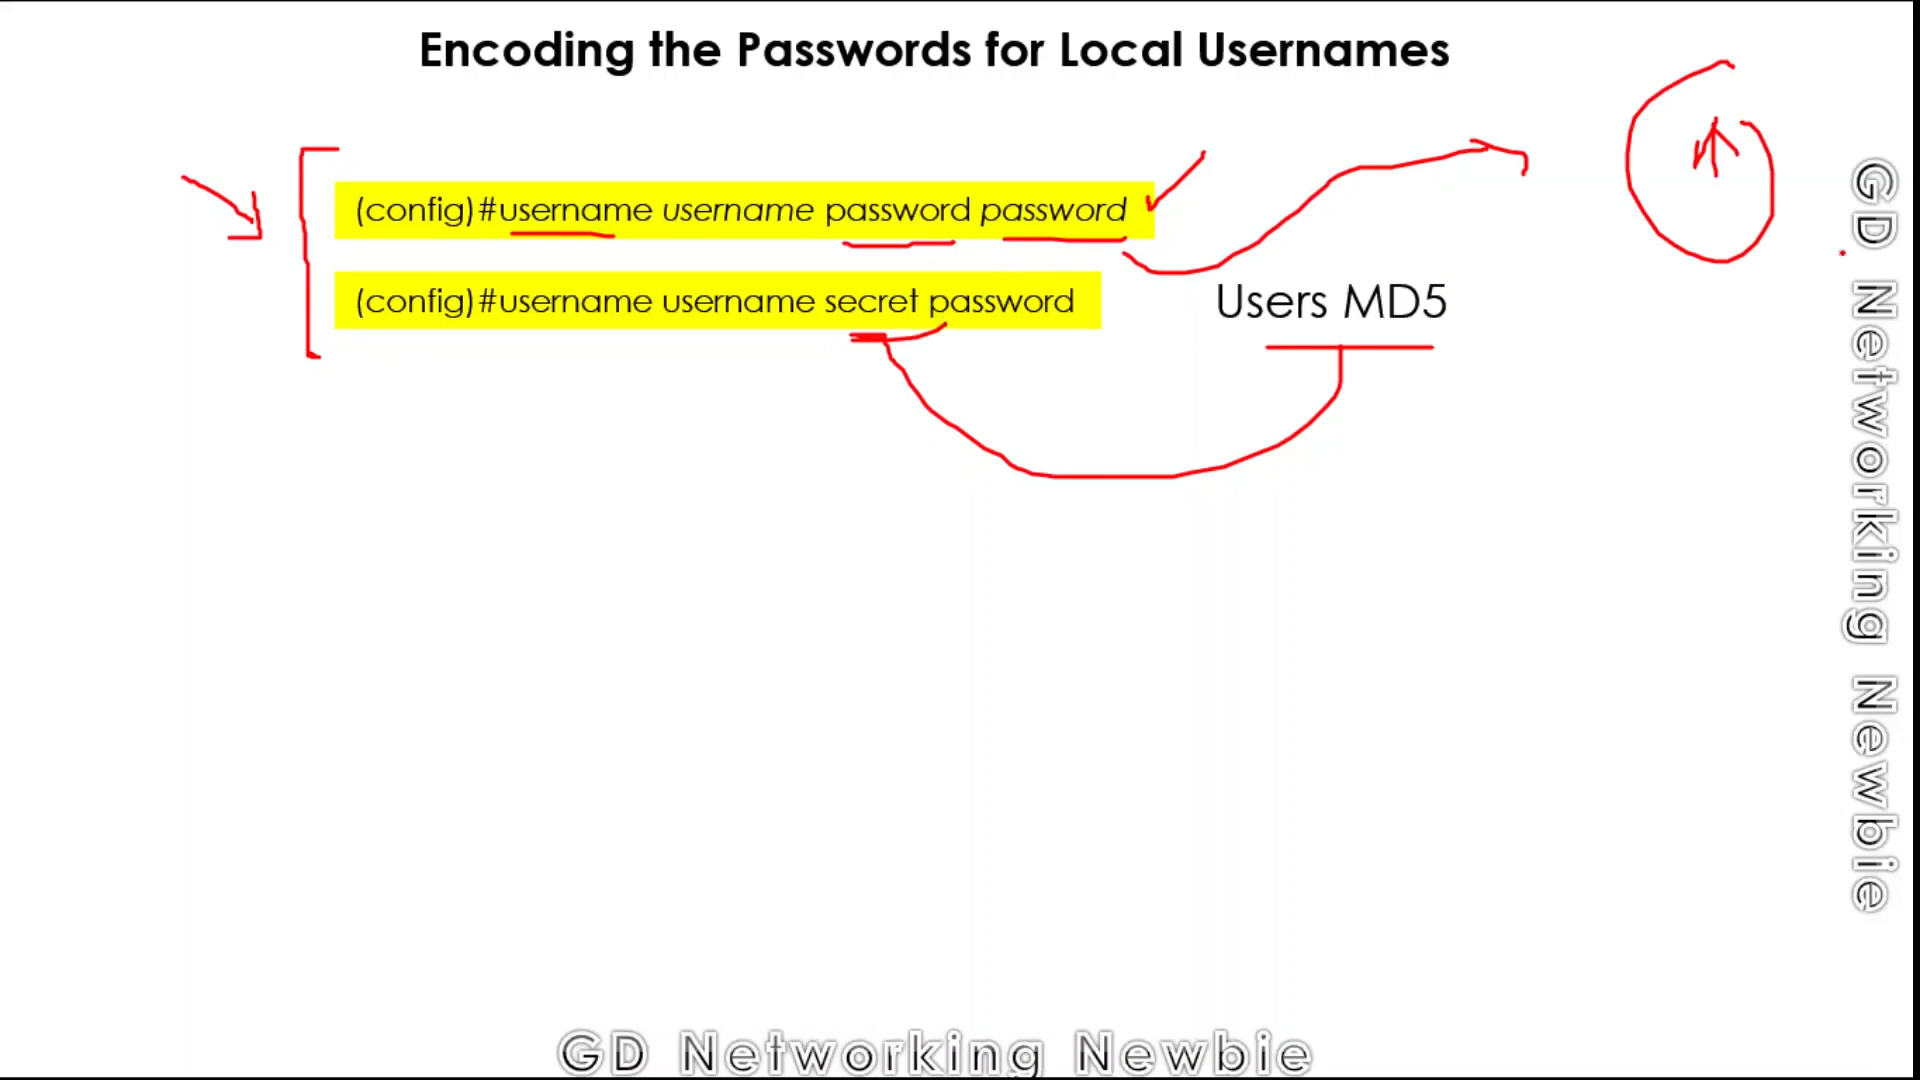 Encoding the Passwords for Local Usernames
(config)#username username password password
(config)#username username secret password
Users MD5
GD Networking Newbie
GD Networking Newbie